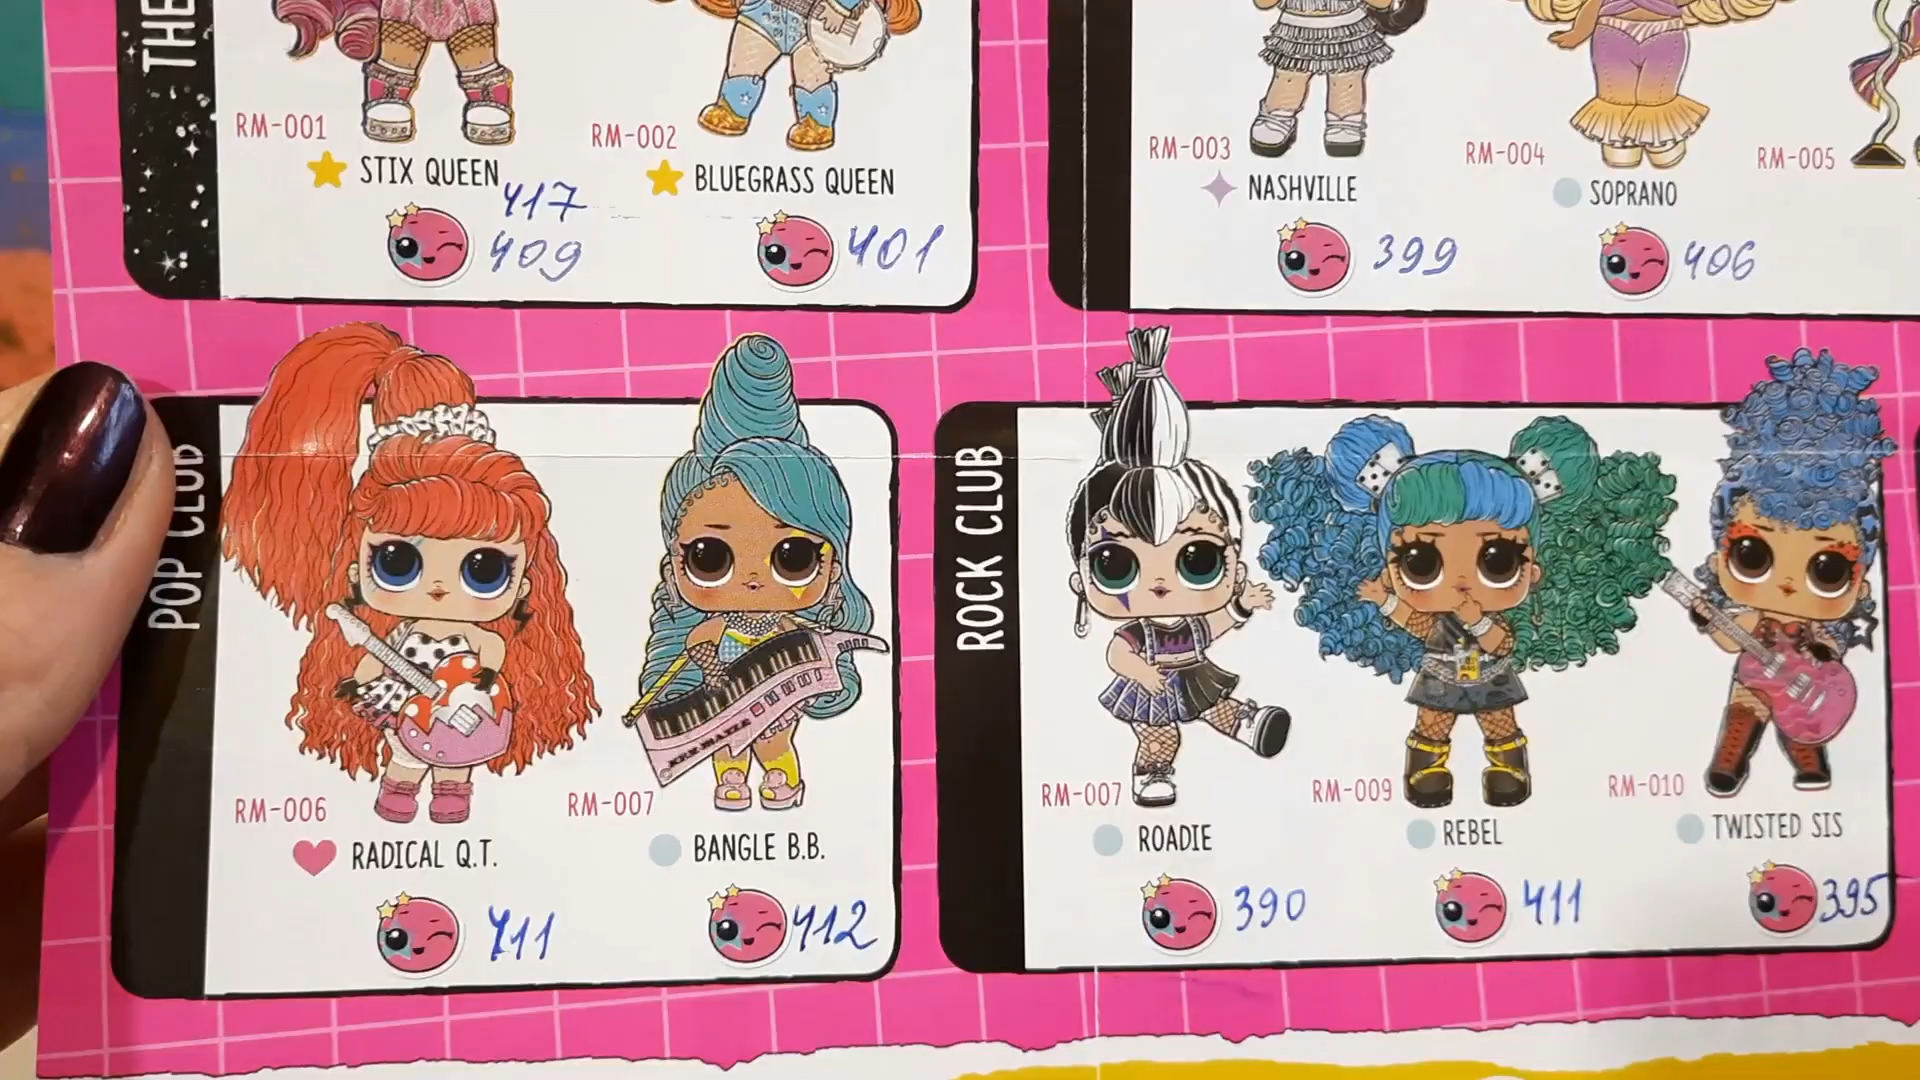 THE
RM-001
STIX QUEEN
417
409
RM-002
BLUEGRASS QUEEN
401
RM-003
NASHVILLE
399
RM-004
SOPRANO
406
RM-005
POP CLUB
RM-006
RADICAL Q.T.
411
RM-007
BANGLE B.B.
412
ROCK CLUB
RM-007
ROADIE
390
RM-009
REBEL
411
RM-010
TWISTED SIS
395